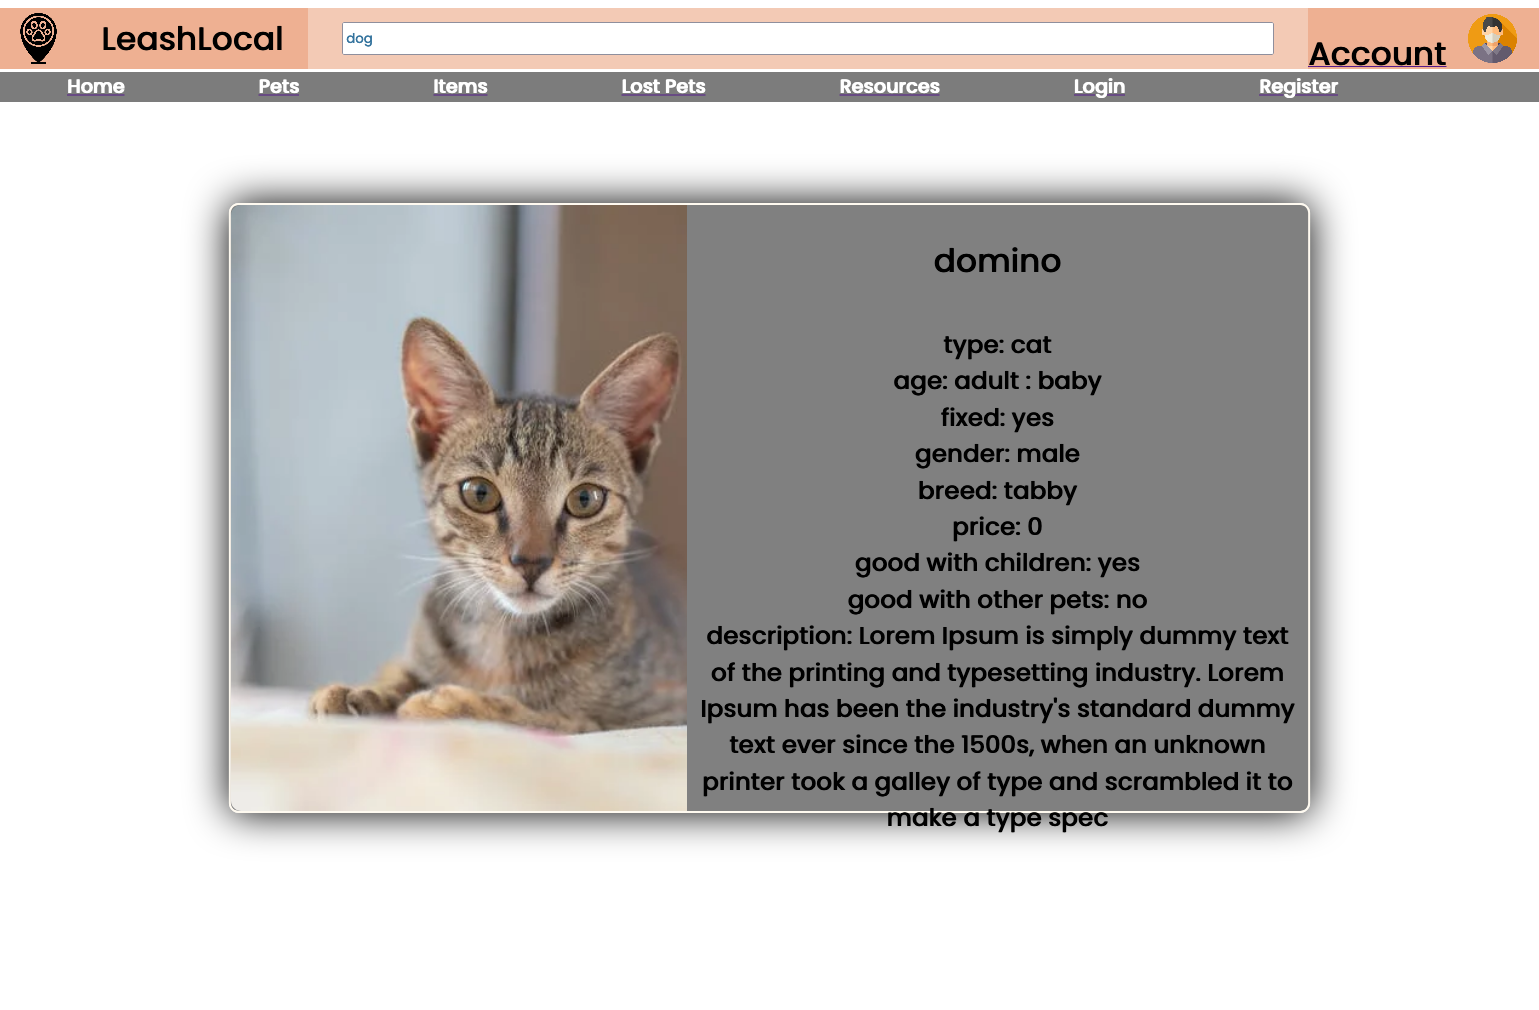 LeashLocal
dog
Account
Home Pets Items Lost Pets Resources Login Register
domino
type: cat
age: adult : baby
fixed: yes
gender: male
breed: tabby
price: 0
good with children: yes
good with other pets: no
description: Lorem Ipsum is simply dummy text
of the printing and typesetting industry. Lorem
Ipsum has been the industry's standard dummy
text ever since the 1500s, when an unknown
printer took a galley of type and scrambled it to
make a type spec